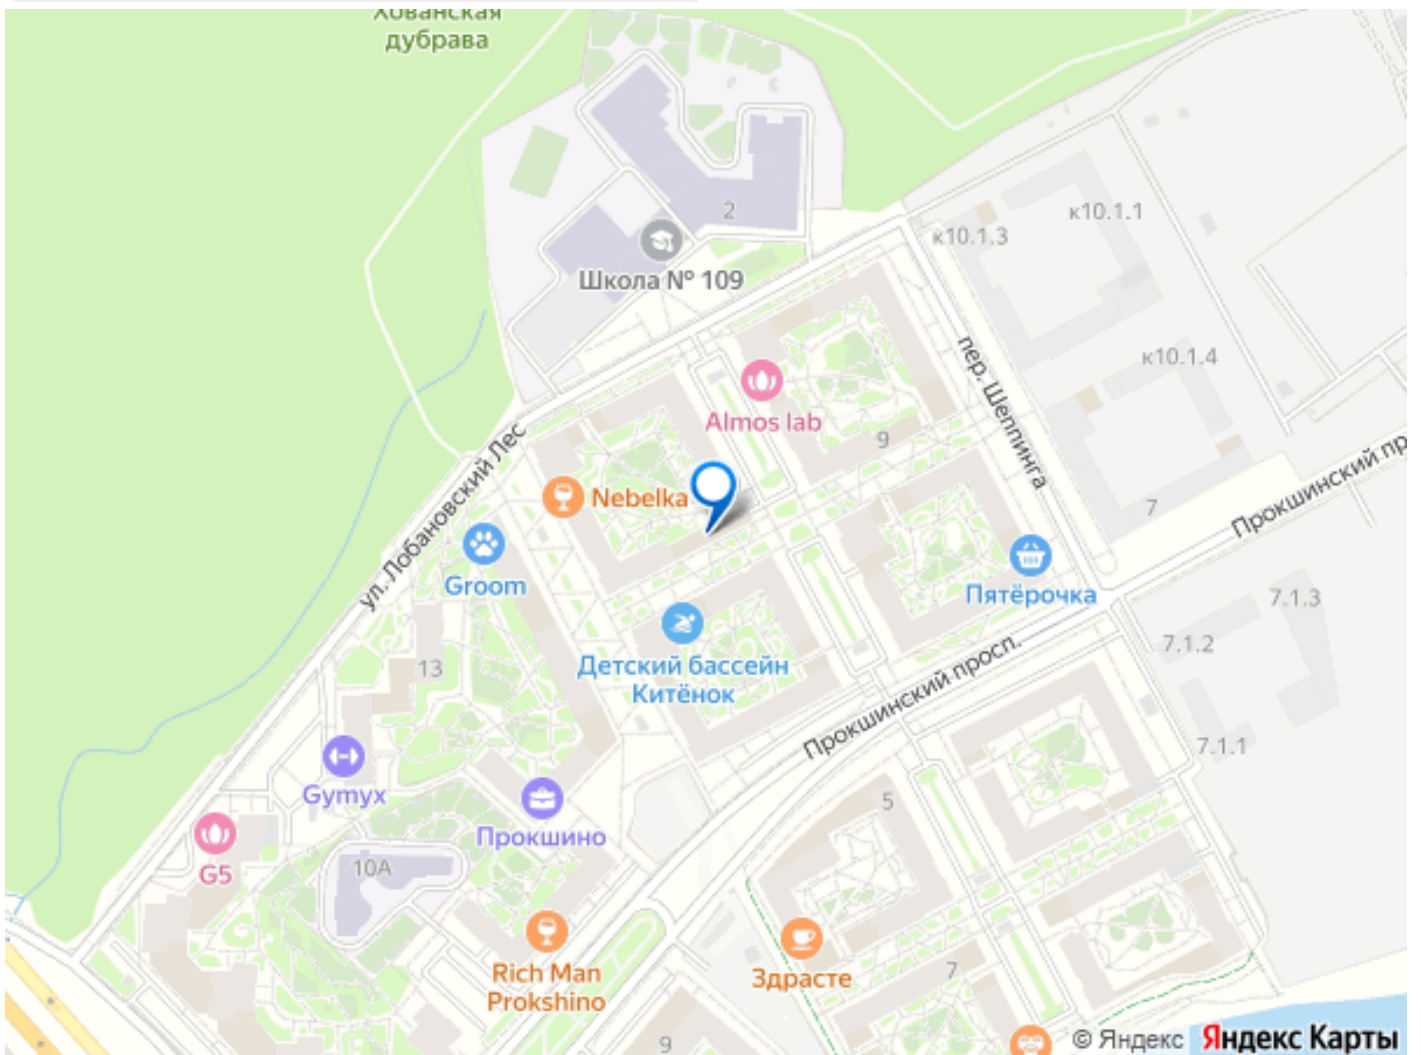 Хованская
дубрава
2
Школа № 109
к10.1.1
к10.1.3
к10.1.4
пер. Шеппинга
Almos lab
9
ул. Лобановский Лес
Nebelka
Groom
7
Прокшинский пр
Пятёрочка
7.1.3
7.1.2
7.1.1
Детский бассейн
Китёнок
13
Прокшинский просп.
Gymyx
Прокшино
5
G5
10А
Rich Man
Prokshino
Здрасте
7
9
© Яндекс Яндекс Карты